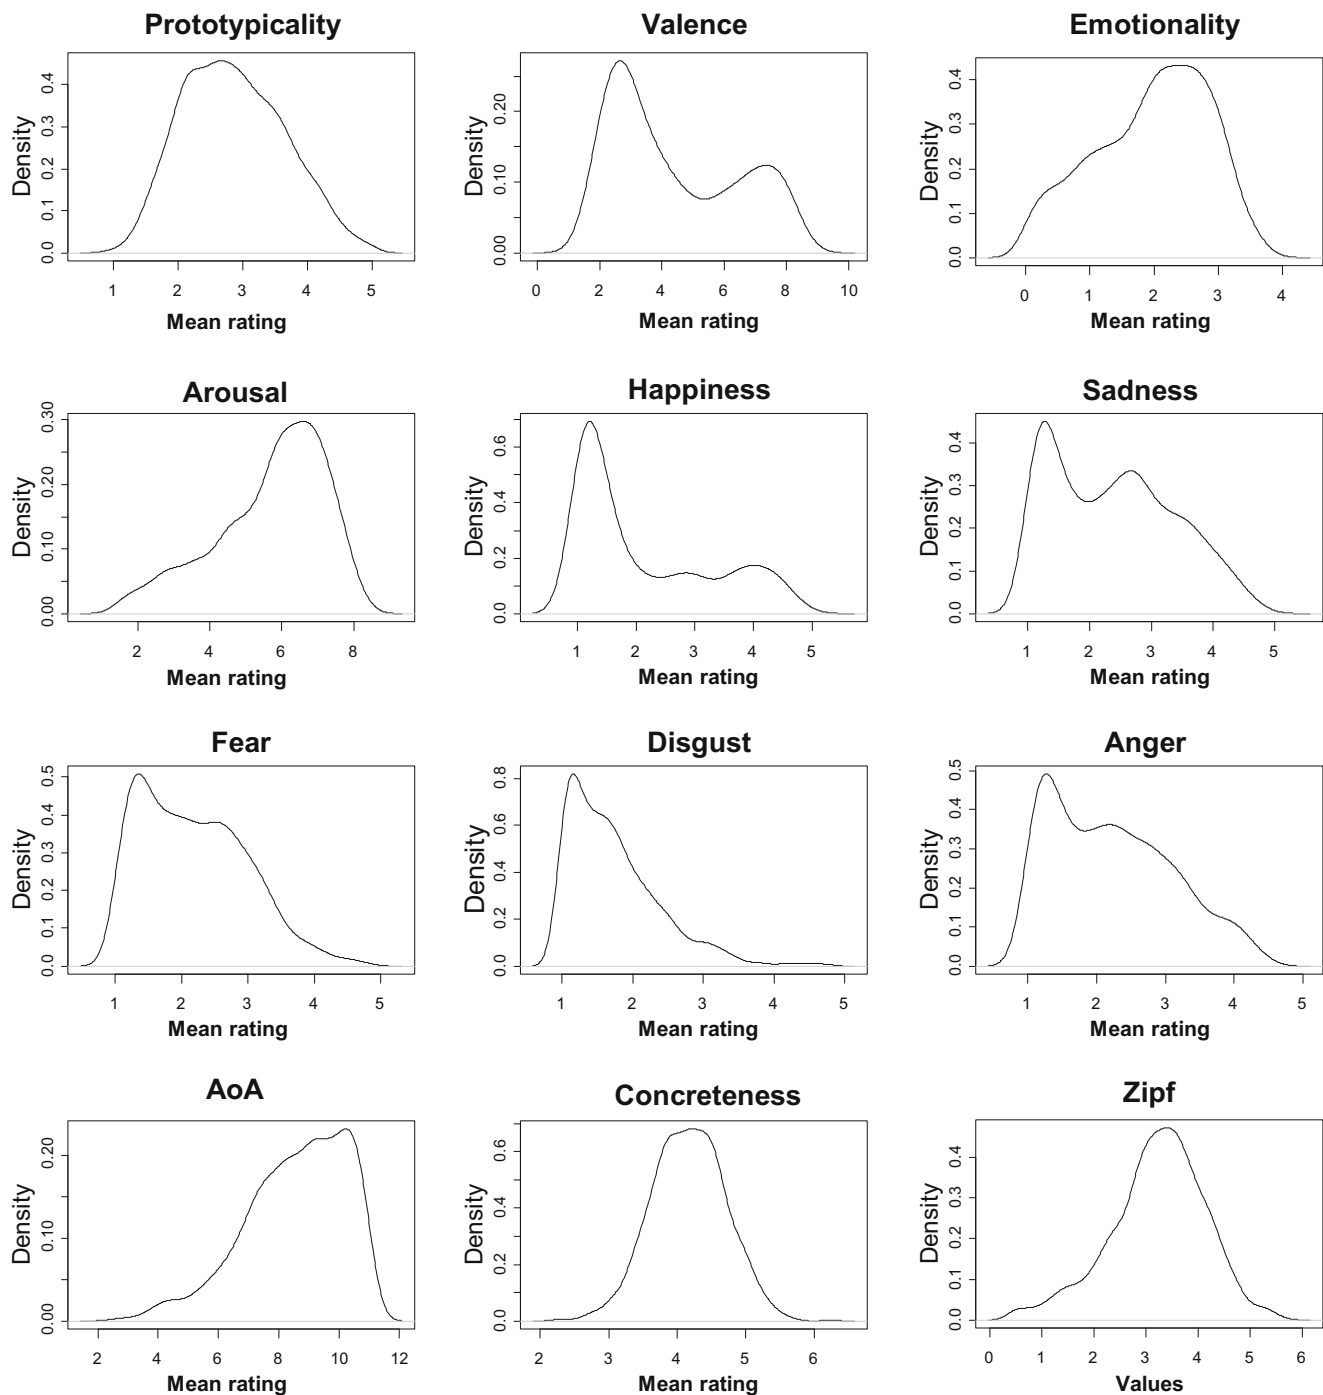 Prototypicality
Density
0.0 0.1 0.2 0.3 0.4
1 2 3 4 5
Mean rating
Valence
Density
0.00 0.10 0.20
0 2 4 6 8 10
Mean rating
Emotionality
Density
0.0 0.1 0.2 0.3 0.4
0 1 2 3 4
Mean rating
Arousal
Density
0.00 0.10 0.20 0.30
2 4 6 8
Mean rating
Happiness
Density
0.0 0.2 0.4 0.6
1 2 3 4 5
Mean rating
Sadness
Density
0.0 0.1 0.2 0.3 0.4
1 2 3 4 5
Mean rating
Fear
Density
0.0 0.1 0.2 0.3 0.4 0.5
1 2 3 4 5
Mean rating
Disgust
Density
0.0 0.2 0.4 0.6 0.8
1 2 3 4 5
Mean rating
Anger
Density
0.0 0.1 0.2 0.3 0.4 0.5
1 2 3 4 5
Mean rating
AoA
Density
0.00 0.10 0.20
2 4 6 8 10 12
Mean rating
Concreteness
Density
0.0 0.2 0.4 0.6
2 3 4 5 6
Mean rating
Zipf
Density
0.0 0.1 0.2 0.3 0.4
0 1 2 3 4 5 6
Values